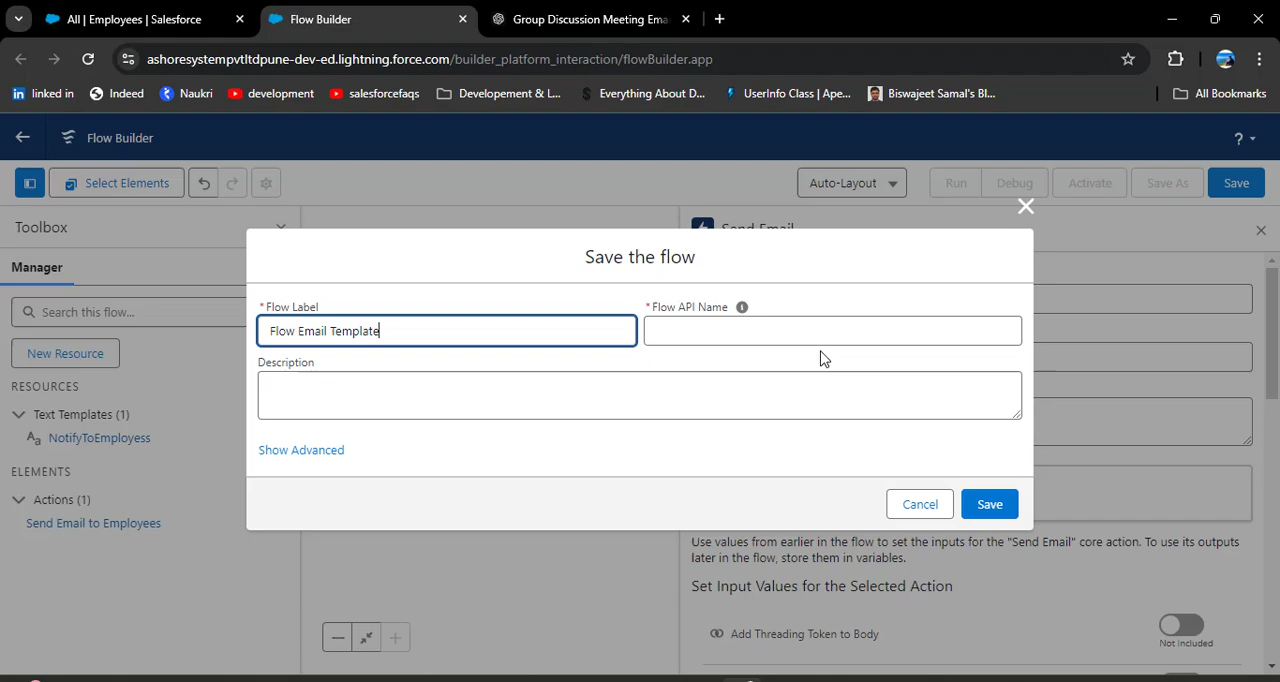 All | Employees | Salesforce
Flow Builder
Group Discussion Meeting Ema
ashoresystempvtltdpune-dev-ed.lightning.force.com/builder_platform_interaction/flowBuilder.app
linked in
Indeed
Naukri
development
salesforcefaqs
Developement & L...
Everything About D...
UserInfo Class | Ape...
Biswajeet Samal's Bl...
All Bookmarks
Flow Builder
?
Select Elements
Auto-Layout
Run
Debug
Activate
Save As
Save
Toolbox
Send Email
Save the flow
Manager
* Flow Label
* Flow API Name
Search this flow...
Flow Email Template
New Resource
Description
RESOURCES
Text Templates (1)
NotifyToEmployess
Show Advanced
ELEMENTS
Actions (1)
Cancel
Save
Send Email to Employees
Use values from earlier in the flow to set the inputs for the "Send Email" core action. To use its outputs
later in the flow, store them in variables.
Set Input Values for the Selected Action
Add Threading Token to Body
Not included